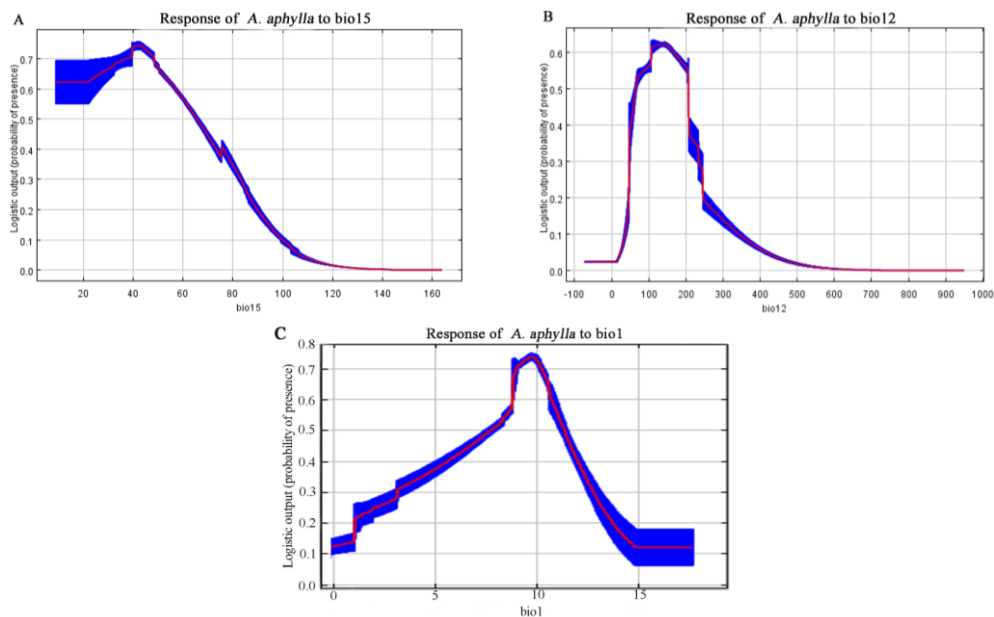 A
Response of A. aphylla to bio15
Logistic output (probability of presence)
0.7
0.6
0.5
0.4
0.3
0.2
0.1
0.0
20 40 60 80 100 120 140 160
bio15
B
Response of A. aphylla to bio12
Logistic output (probability of presence)
0.6
0.5
0.4
0.3
0.2
0.1
0.0
-100 0 100 200 300 400 500 600 700 800 900 1000
bio12
C
Response of A. aphylla to bio1
Logistic output (probability of presence)
0.8
0.7
0.6
0.5
0.4
0.3
0.2
0.1
0.0
0 5 10 15
bio1